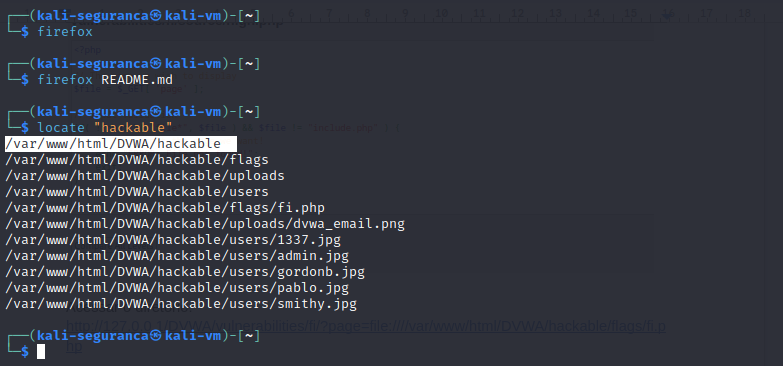 ┌──(kali-seguranca㉿kali-vm)-[~]
└─$ firefox
┌──(kali-seguranca㉿kali-vm)-[~]
└─$ firefox README.md
┌──(kali-seguranca㉿kali-vm)-[~]
└─$ locate "hackable"
/var/www/html/DVWA/hackable
/var/www/html/DVWA/hackable/flags
/var/www/html/DVWA/hackable/uploads
/var/www/html/DVWA/hackable/users
/var/www/html/DVWA/hackable/flags/fi.php
/var/www/html/DVWA/hackable/uploads/dvwa_email.png
/var/www/html/DVWA/hackable/users/1337.jpg
/var/www/html/DVWA/hackable/users/admin.jpg
/var/www/html/DVWA/hackable/users/gordonb.jpg
/var/www/html/DVWA/hackable/users/pablo.jpg
/var/www/html/DVWA/hackable/users/smithy.jpg
┌──(kali-seguranca㉿kali-vm)-[~]
└─$